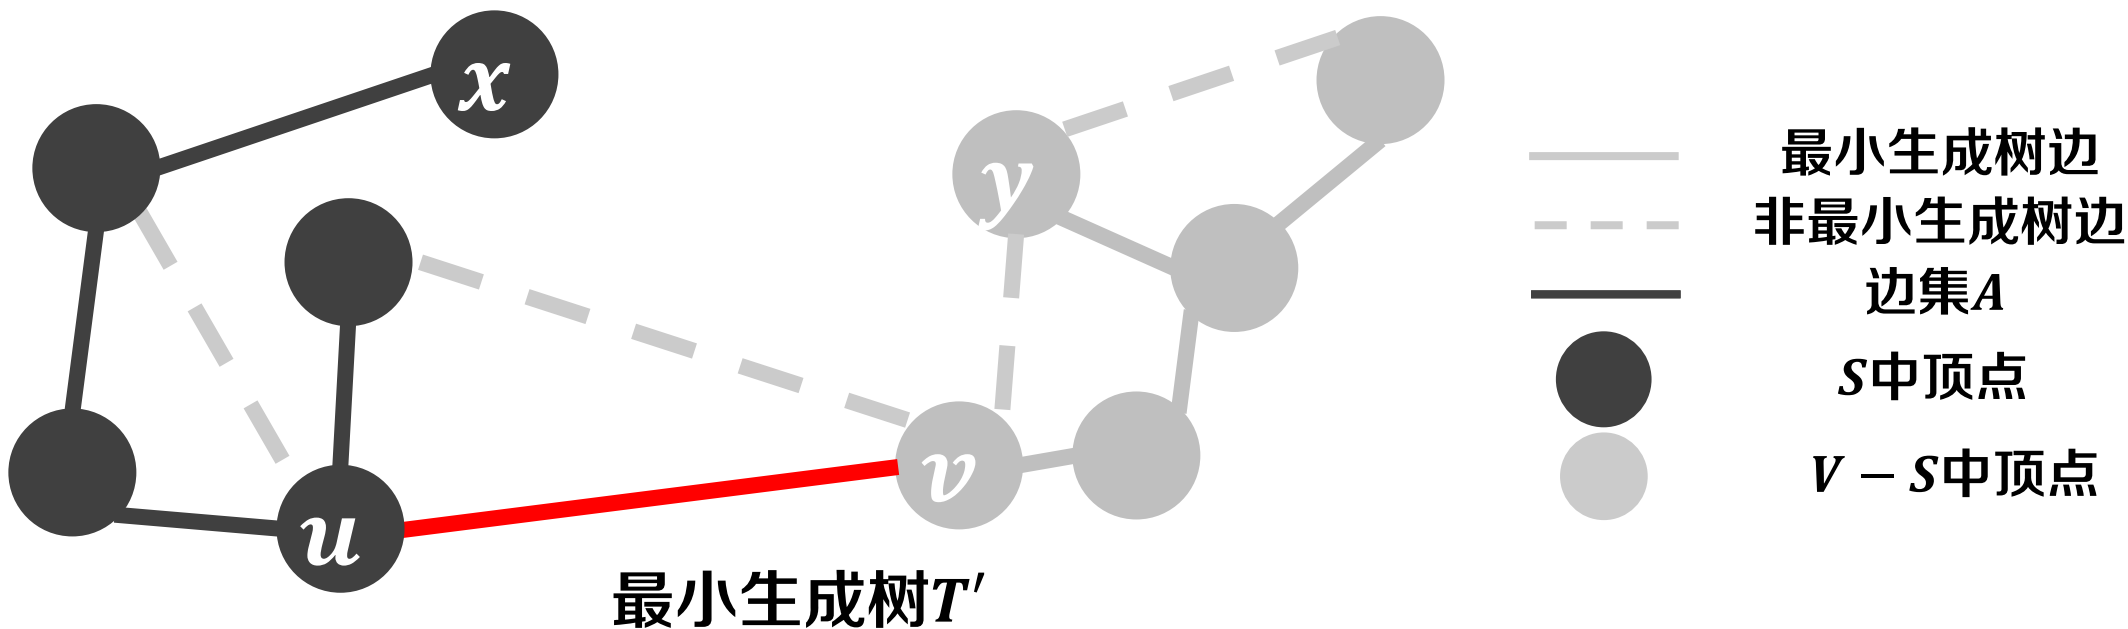 x
y
v
u
最小生成树T′
最小生成树边
非最小生成树边
边集A
S中顶点
V − S中顶点